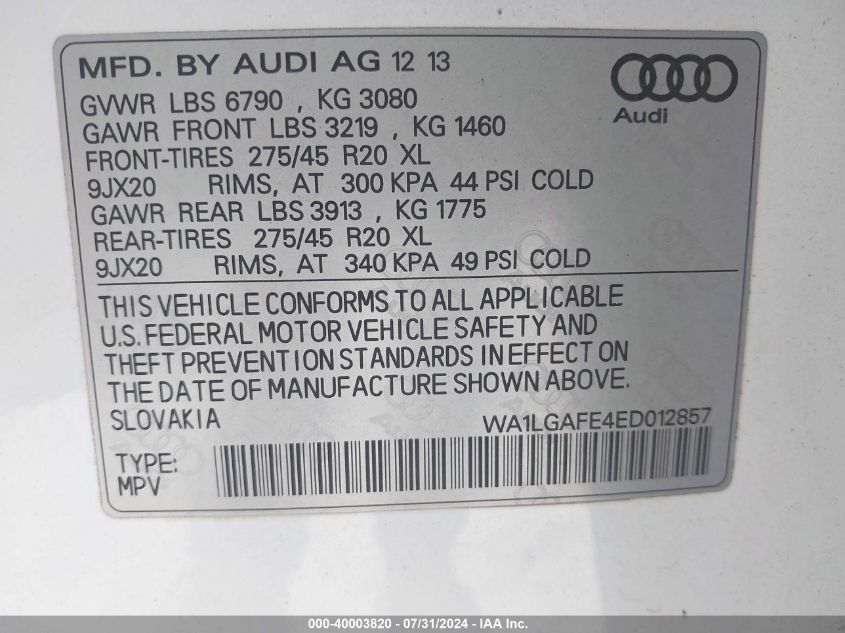 MFD. BY AUDI AG 12 13
Audi
GVWR LBS 6790 , KG 3080
GAWR FRONT LBS 3219 , KG 1460
FRONT-TIRES 275/45 R20 XL
9JX20 RIMS, AT 300 KPA 44 PSI COLD
GAWR REAR LBS 3913 , KG 1775
REAR-TIRES 275/45 R20 XL
9JX20 RIMS, AT 340 KPA 49 PSI COLD
THIS VEHICLE CONFORMS TO ALL APPLICABLE
U.S. FEDERAL MOTOR VEHICLE SAFETY AND
THEFT PREVENTION STANDARDS IN EFFECT ON
THE DATE OF MANUFACTURE SHOWN ABOVE.
SLOVAKIA WA1LGAFE4ED012857
TYPE:
MPV
000-40003820 - 07/31/2024 - IAA Inc.